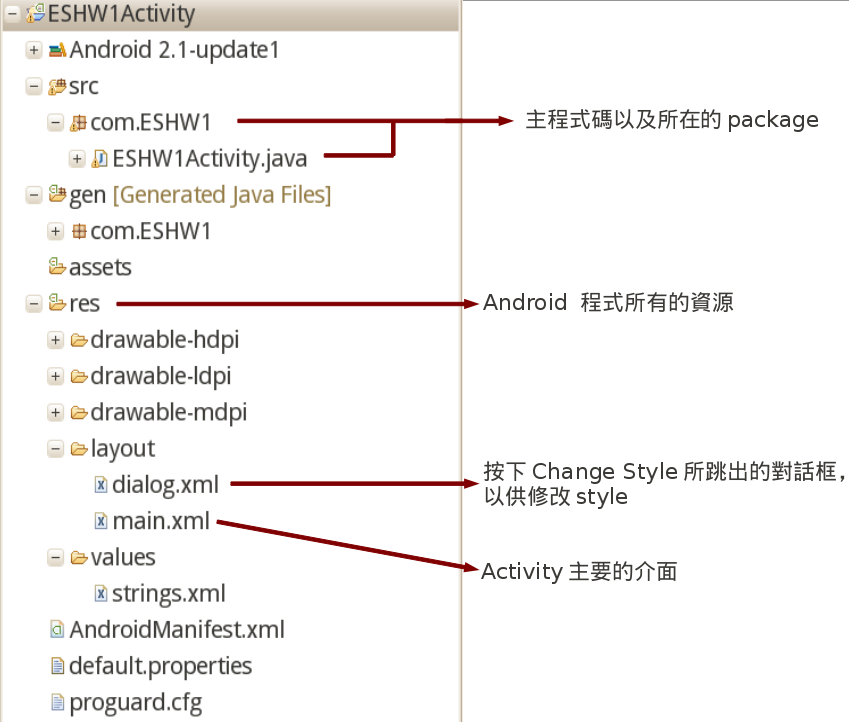 ESHW1Activity
Android 2.1-update1
src
com.ESHW1
主程式碼以及所在的 package
ESHW1Activity.java
gen [Generated Java Files]
com.ESHW1
assets
res
Android 程式所有的資源
drawable-hdpi
drawable-ldpi
drawable-mdpi
layout
dialog.xml
按下 Change Style 所跳出的對話框,
以供修改 style
main.xml
Activity 主要的介面
values
strings.xml
AndroidManifest.xml
default.properties
proguard.cfg